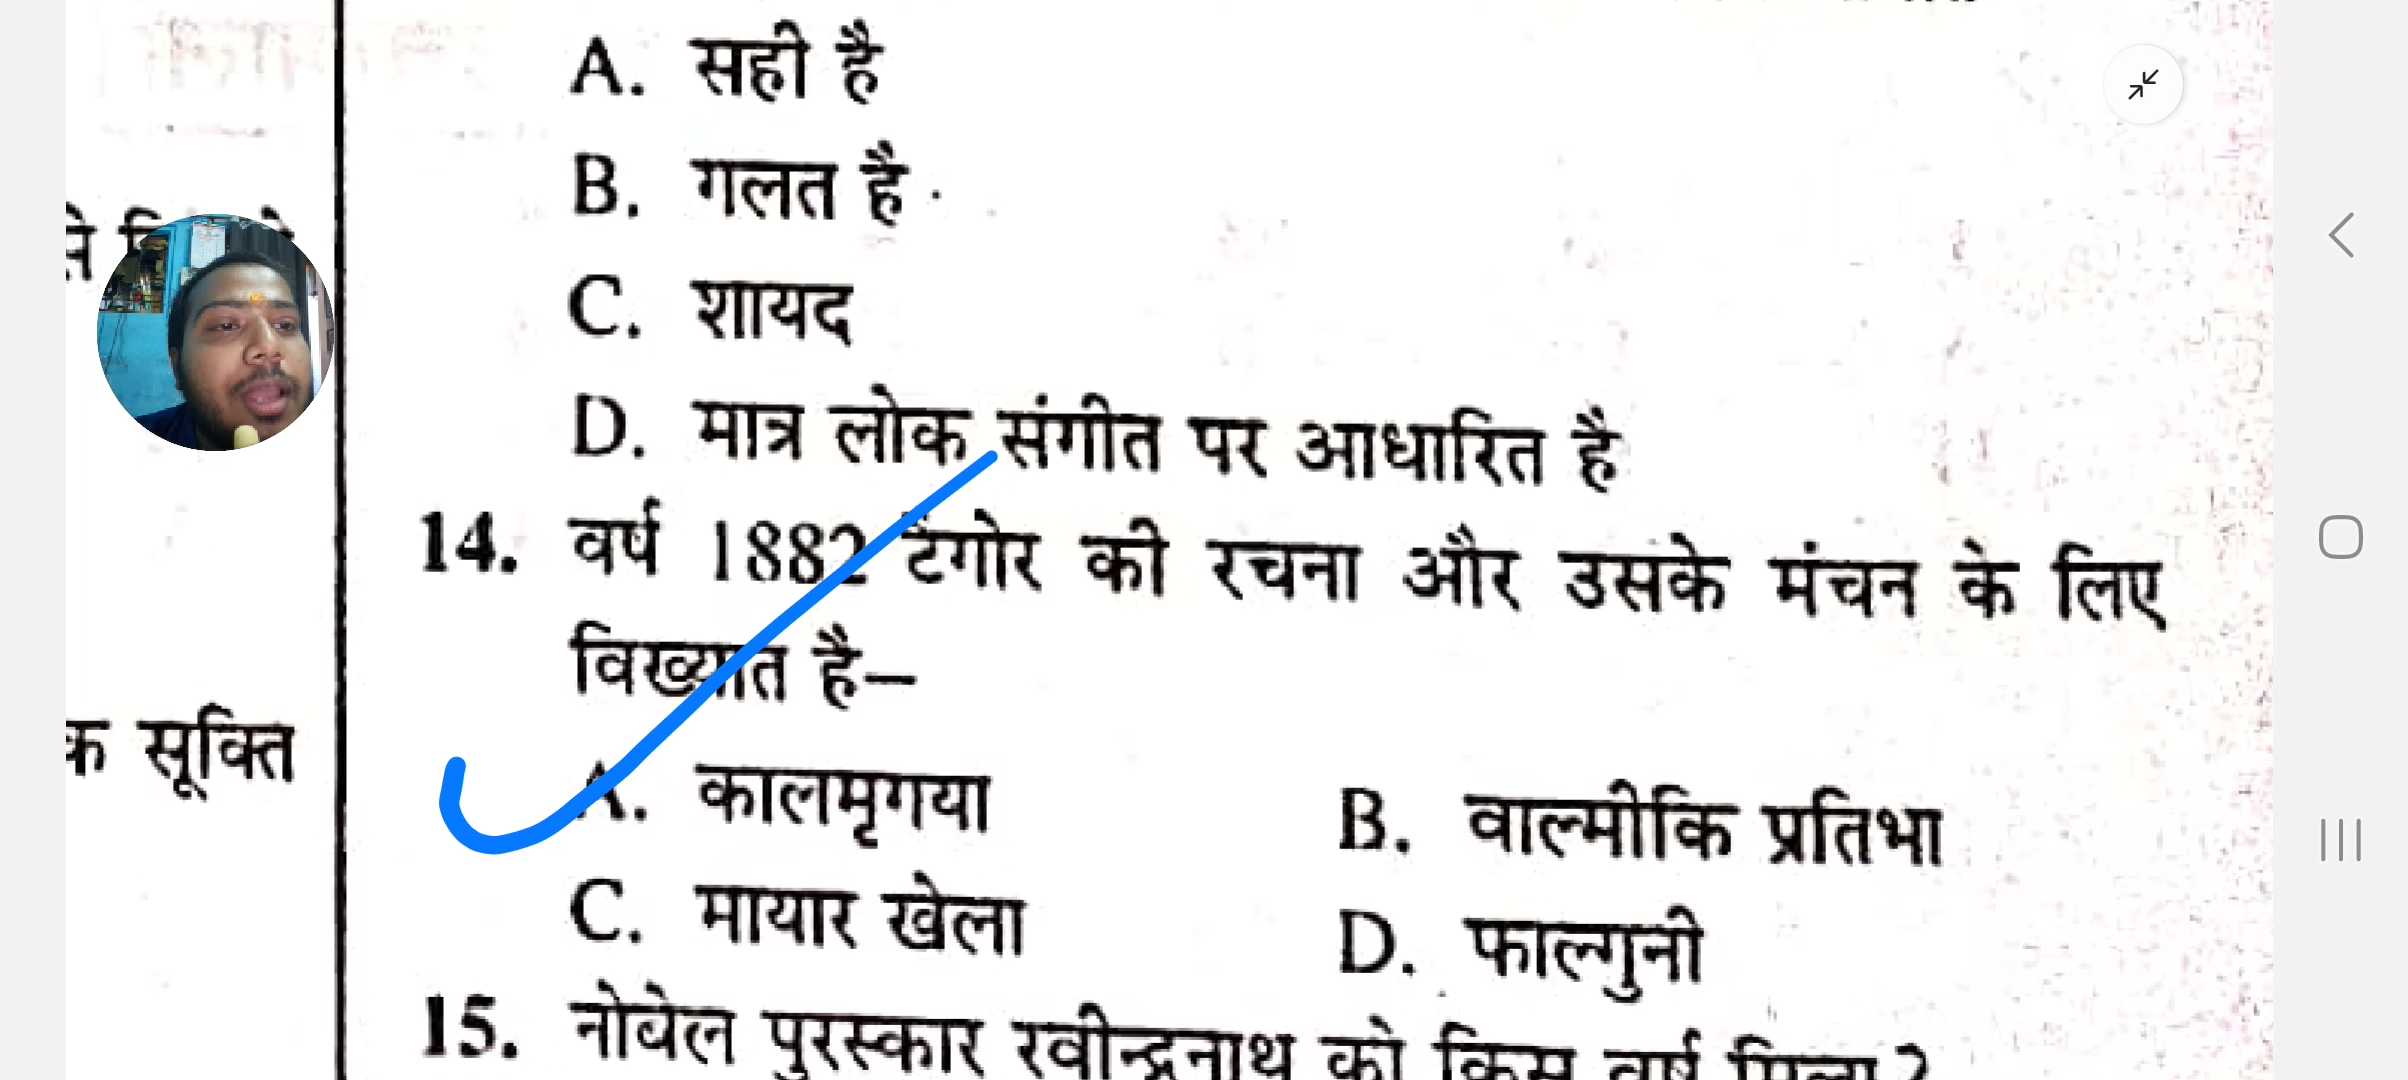 A. सही है
B. गलत है
C. शायद
D. मात्र लोक संगीत पर आधारित है
14. वर्ष 1882 टैगोर की रचना और उसके मंचन के लिए
विख्यात है—
A. कालमृगया
B. वाल्मीकि प्रतिभा
C. मायार खेला
D. फाल्गुनी
15. नोबेल पुरस्कार रवीन्द्रनाथ को किस वर्ष मिला?
क सूक्ति